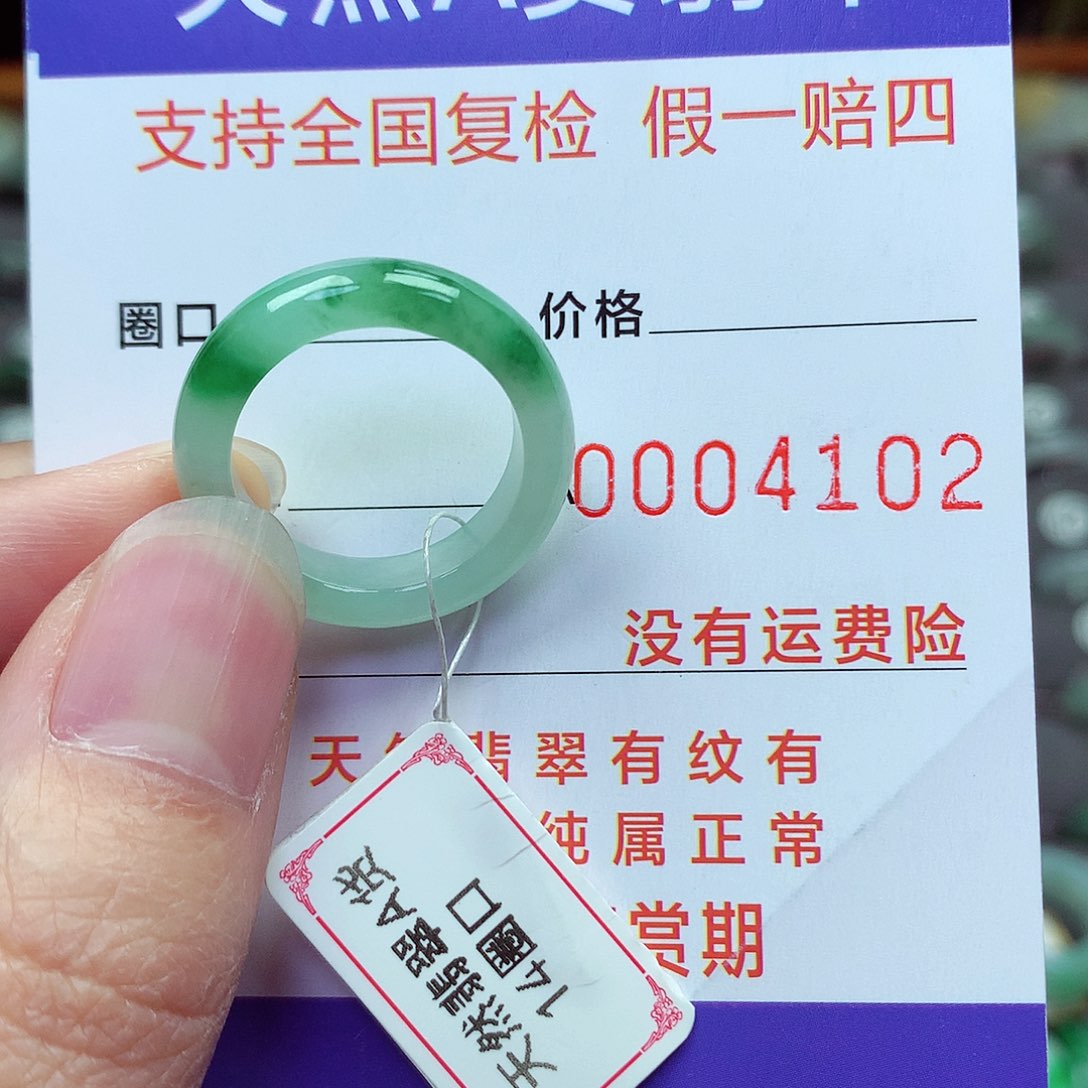 支持全国复检 假一赔四
圈口 价格
0004102
没有运费险
天然翡翠有纹有
纯属正常
赏期
天然翡翠A货
14圈口